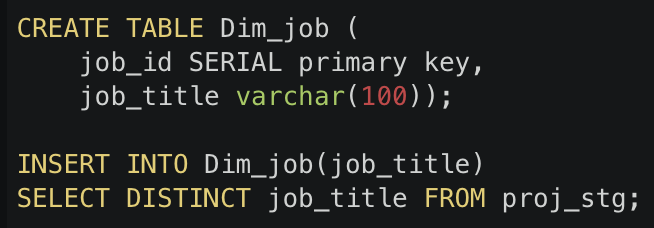 CREATE TABLE Dim_job (
    job_id SERIAL primary key,
    job_title varchar(100));

INSERT INTO Dim_job(job_title)
SELECT DISTINCT job_title FROM proj_stg;